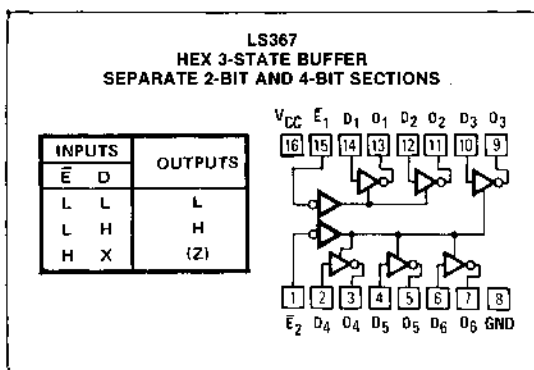 LS367
HEX 3-STATE BUFFER
SEPARATE 2-BIT AND 4-BIT SECTIONS
INPUTS OUTPUTS
E̅ D
L L L
L H H
H X (Z)
VCC E̅1 D1 O1 D2 O2 D3 O3
16 15 14 13 12 11 10 9
1 2 3 4 5 6 7 8
E̅2 D4 O4 D5 O5 D6 O6 GND